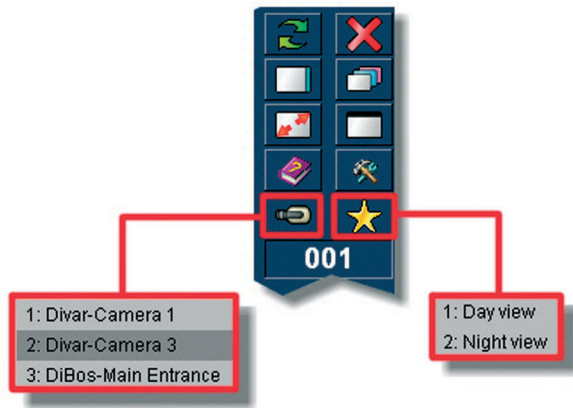 001
1: Divar-Camera 1
2: Divar-Camera 3
3: DiBos-Main Entrance
1: Day view
2: Night view